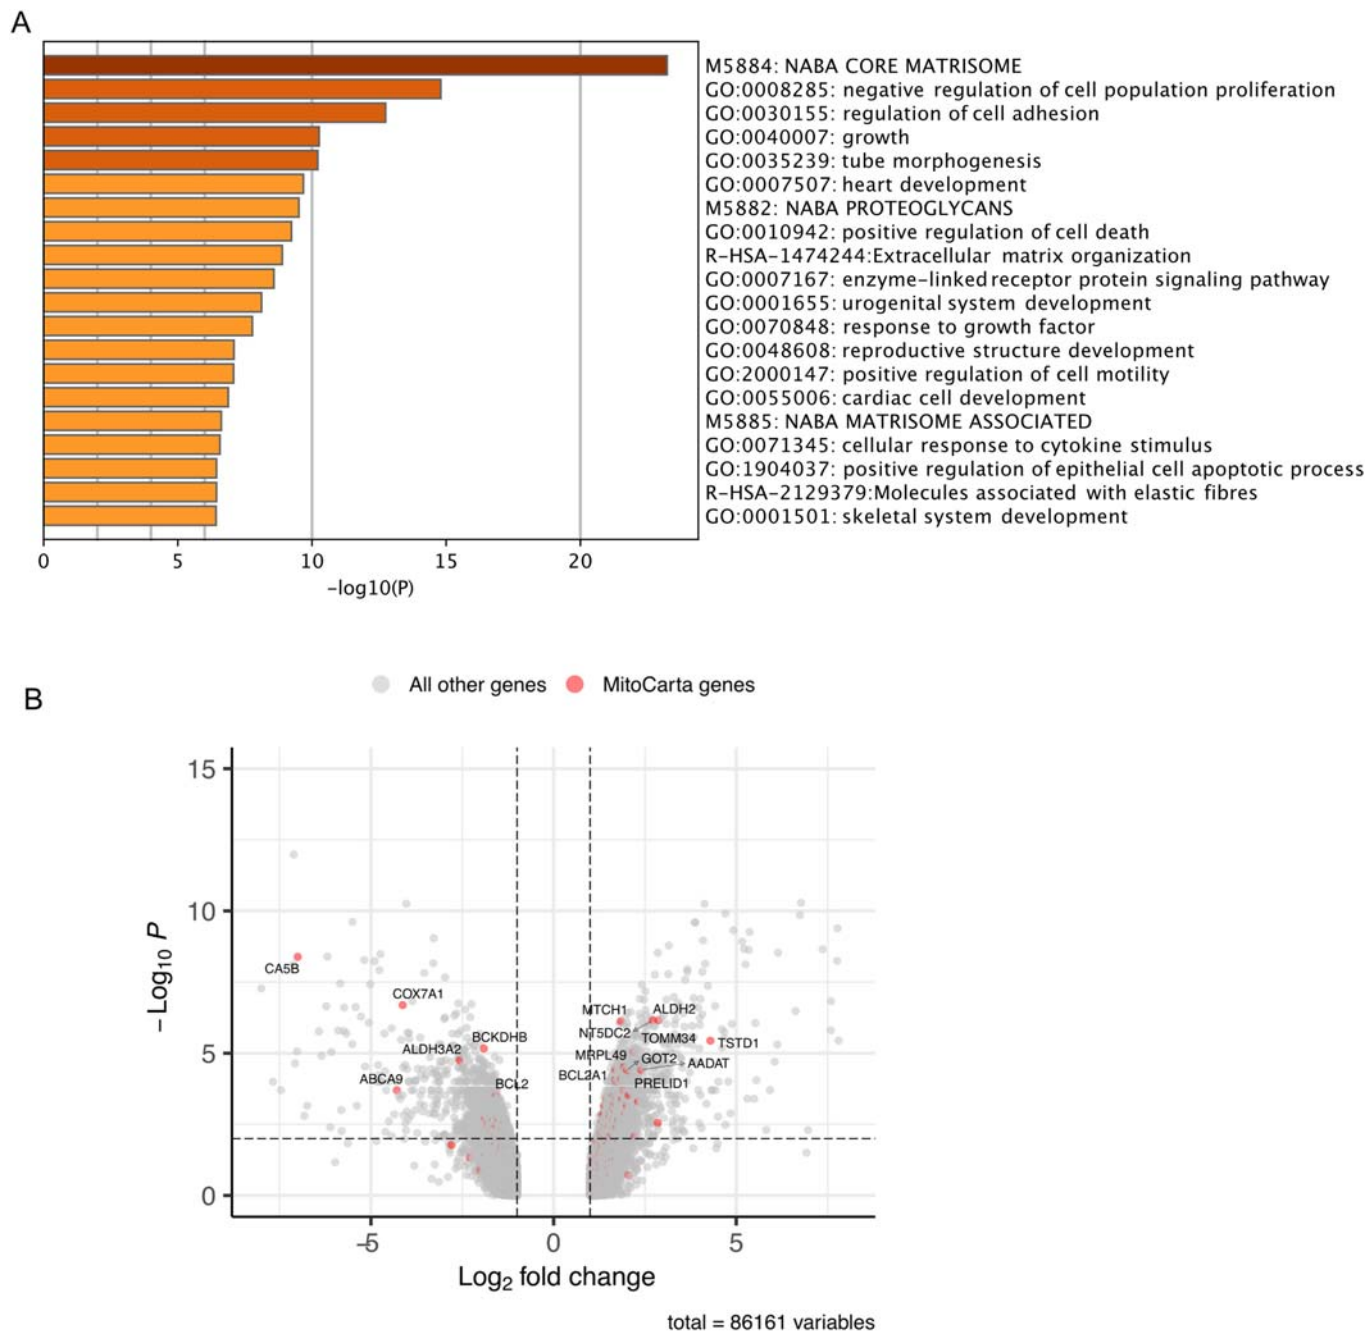 A
M5884: NABA CORE MATRISOME
GO:0008285: negative regulation of cell population proliferation
GO:0030155: regulation of cell adhesion
GO:0040007: growth
GO:0035239: tube morphogenesis
GO:0007507: heart development
M5882: NABA PROTEOGLYCANS
GO:0010942: positive regulation of cell death
R-HSA-1474244:Extracellular matrix organization
GO:0007167: enzyme-linked receptor protein signaling pathway
GO:0001655: urogenital system development
GO:0070848: response to growth factor
GO:0048608: reproductive structure development
GO:2000147: positive regulation of cell motility
GO:0055006: cardiac cell development
M5885: NABA MATRISOME ASSOCIATED
GO:0071345: cellular response to cytokine stimulus
GO:1904037: positive regulation of epithelial cell apoptotic process
R-HSA-2129379:Molecules associated with elastic fibres
GO:0001501: skeletal system development
0 5 10 15 20
-log10(P)
B
All other genes MitoCarta genes
15
10
5
0
-Log10 P
CA5B
COX7A1
BCKDHB
ALDH3A2
ABCA9
BCL2
MTCH1 ALDH2
NT5DC2 TOMM34 TSTD1
MRPL49 GOT2 AADAT
BCL2A1 PRELID1
-5 0 5
Log2 fold change
total = 86161 variables